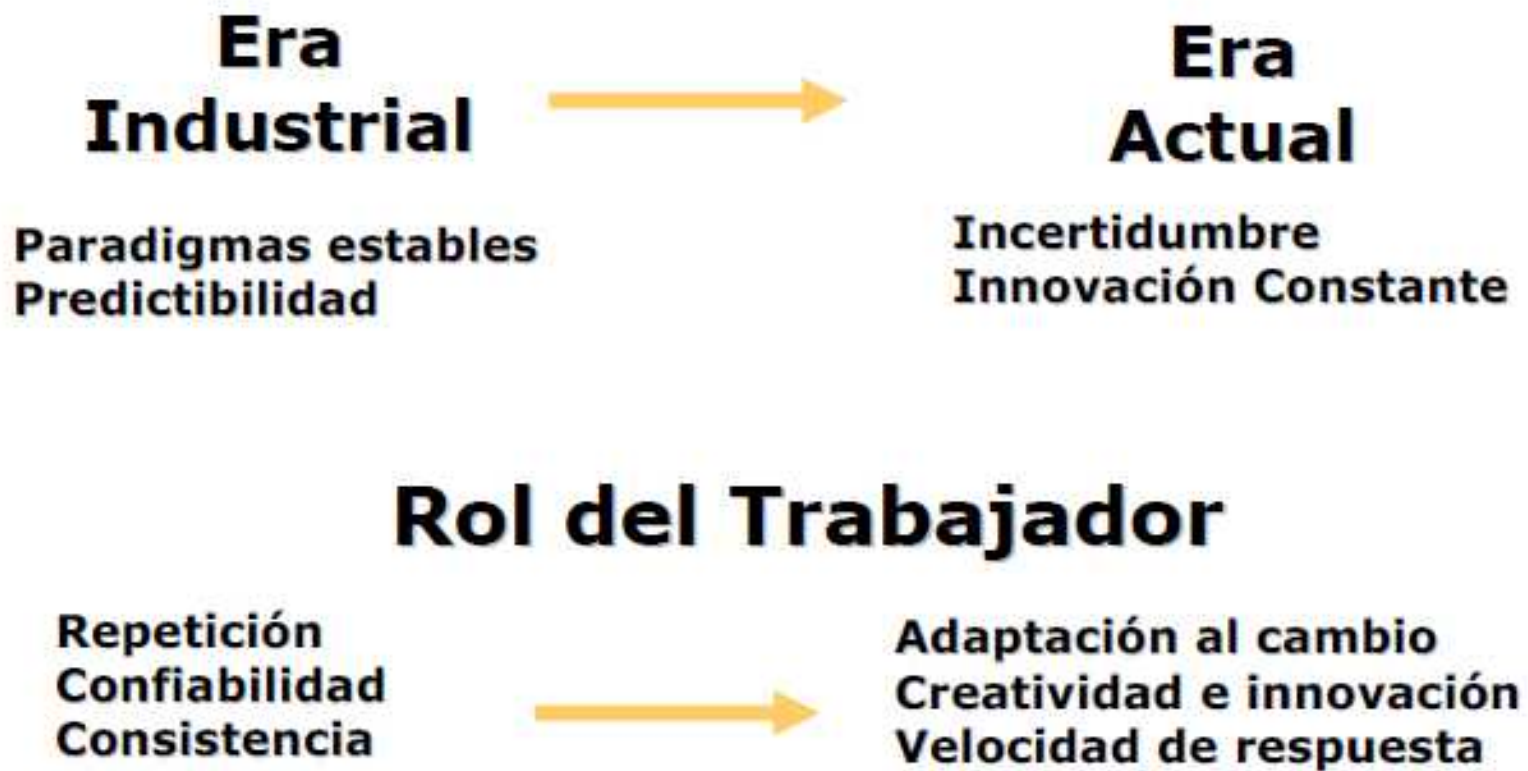 Era
Industrial
Era
Actual
Paradigmas estables
Predictibilidad
Incertidumbre
Innovación Constante
Rol del Trabajador
Repetición
Confiabilidad
Consistencia
Adaptación al cambio
Creatividad e innovación
Velocidad de respuesta